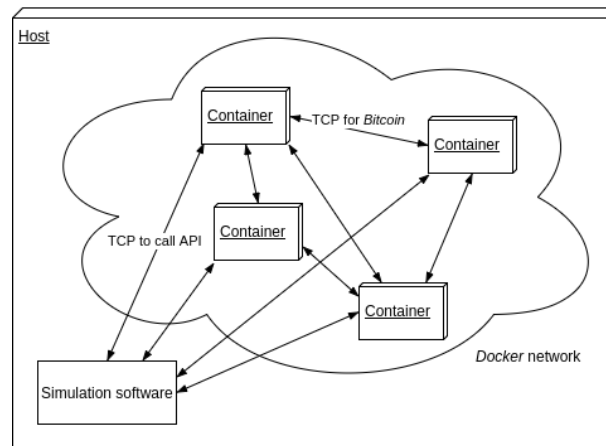 Host
Container
TCP for Bitcoin
Container
Container
TCP to call API
Container
Docker network
Simulation software